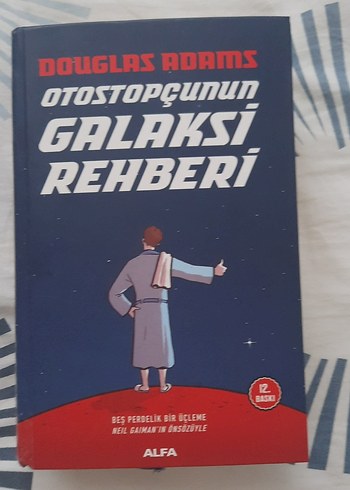 DOUGLAS ADAMS
OTOSTOPÇUNUN
GALAKSİ
REHBERİ
12.
BASKI
BEŞ PERDELİK BİR ÜÇLEME
NEIL GAIMAN'IN ÖNSÖZÜYLE
ALFA